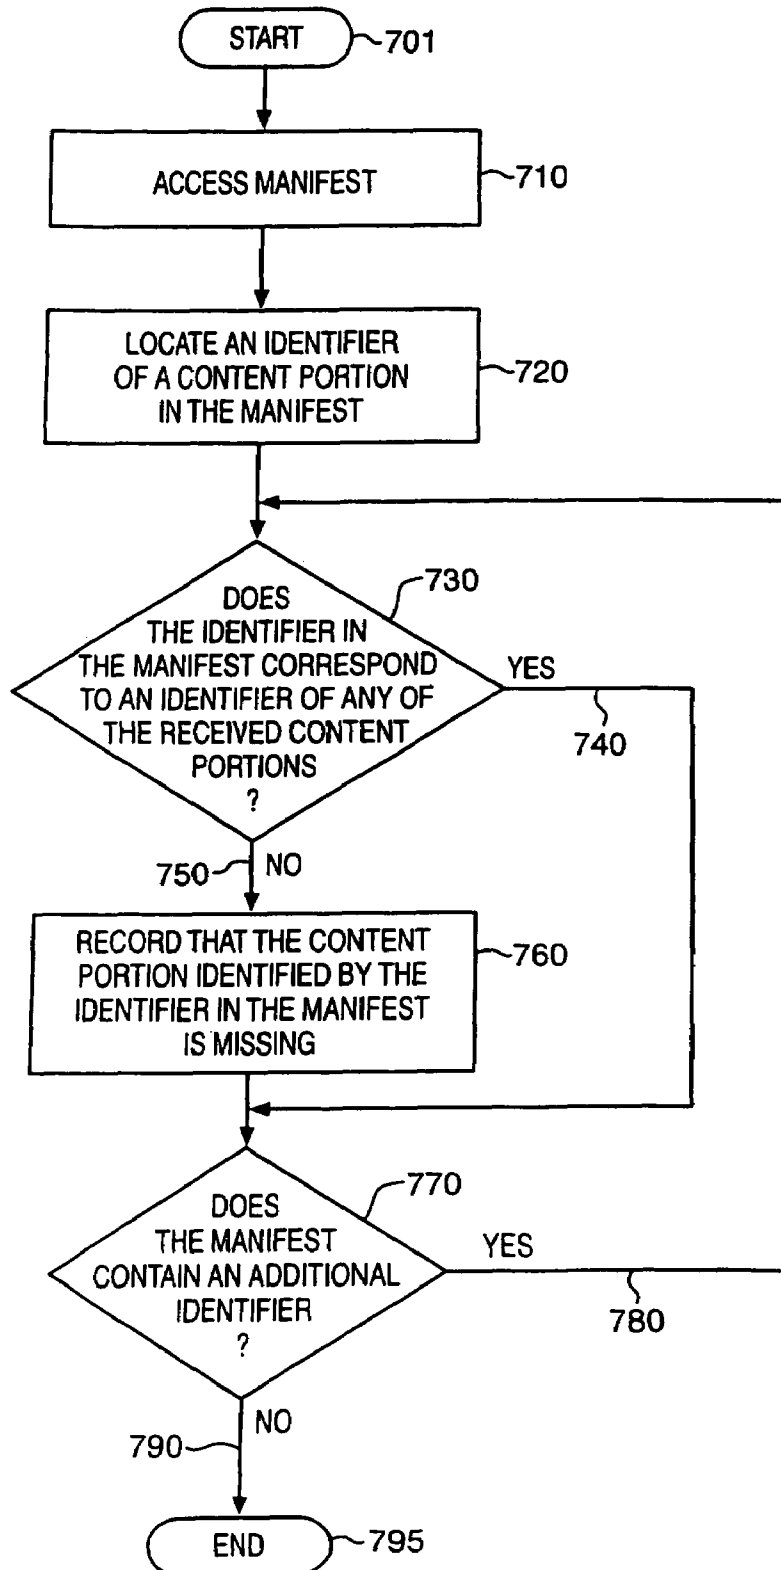 START
701
ACCESS MANIFEST
710
LOCATE AN IDENTIFIER
OF A CONTENT PORTION
IN THE MANIFEST
720
730
DOES
THE IDENTIFIER IN
THE MANIFEST CORRESPOND
TO AN IDENTIFIER OF ANY OF
THE RECEIVED CONTENT
PORTIONS
?
YES
740
750
NO
RECORD THAT THE CONTENT
PORTION IDENTIFIED BY THE
IDENTIFIER IN THE MANIFEST
IS MISSING
760
770
DOES
THE MANIFEST
CONTAIN AN ADDITIONAL
IDENTIFIER
?
YES
780
NO
790
END
795